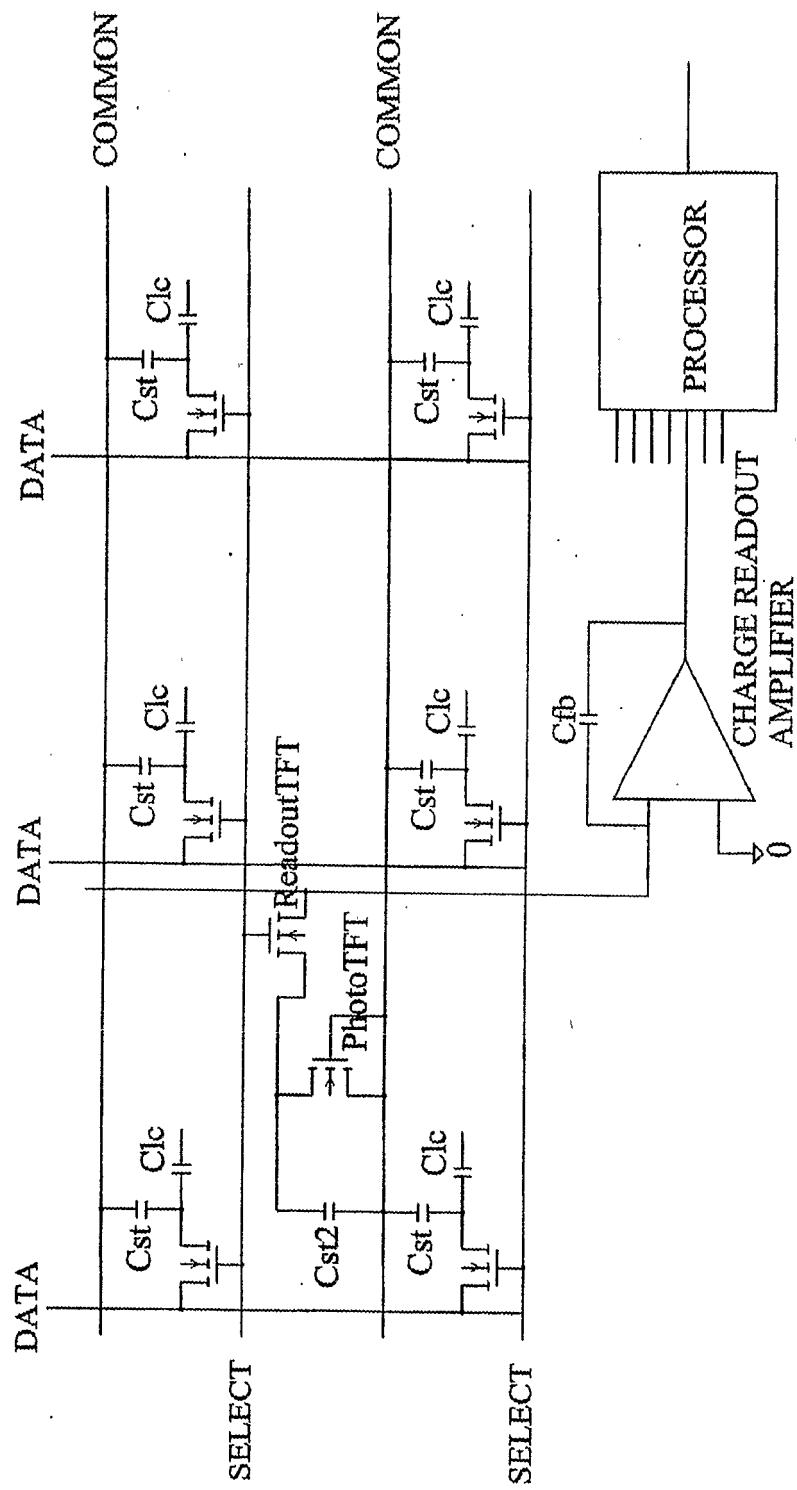 DATA
DATA
DATA
COMMON
Cst
Clc
Cst
Clc
Cst
Clc
SELECT
ReadoutTFT
PhotoTFT
Cst2
COMMON
Cst
Clc
Cst
Clc
Cst
Clc
SELECT
Cfb
0
CHARGE READOUT
AMPLIFIER
PROCESSOR